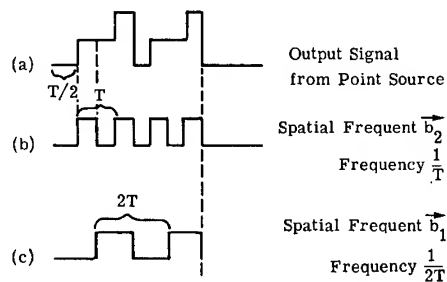 (a)
Output Signal
from Point Source
T/2
T
(b)
Spatial Frequent b₂
Frequency 1/T
2T
(c)
Spatial Frequent b₁
Frequency 1/2T